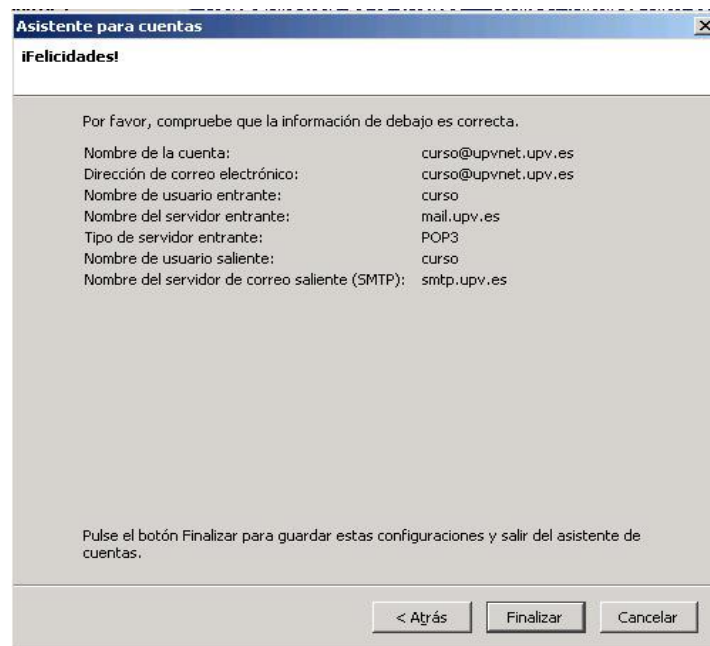 Asistente para cuentas
¡Felicidades!
Por favor, compruebe que la información de debajo es correcta.
Nombre de la cuenta: curso@upvnet.upv.es
Dirección de correo electrónico: curso@upvnet.upv.es
Nombre de usuario entrante: curso
Nombre del servidor entrante: mail.upv.es
Tipo de servidor entrante: POP3
Nombre de usuario saliente: curso
Nombre del servidor de correo saliente (SMTP): smtp.upv.es
Pulse el botón Finalizar para guardar estas configuraciones y salir del asistente de
cuentas.
< Atrás Finalizar Cancelar